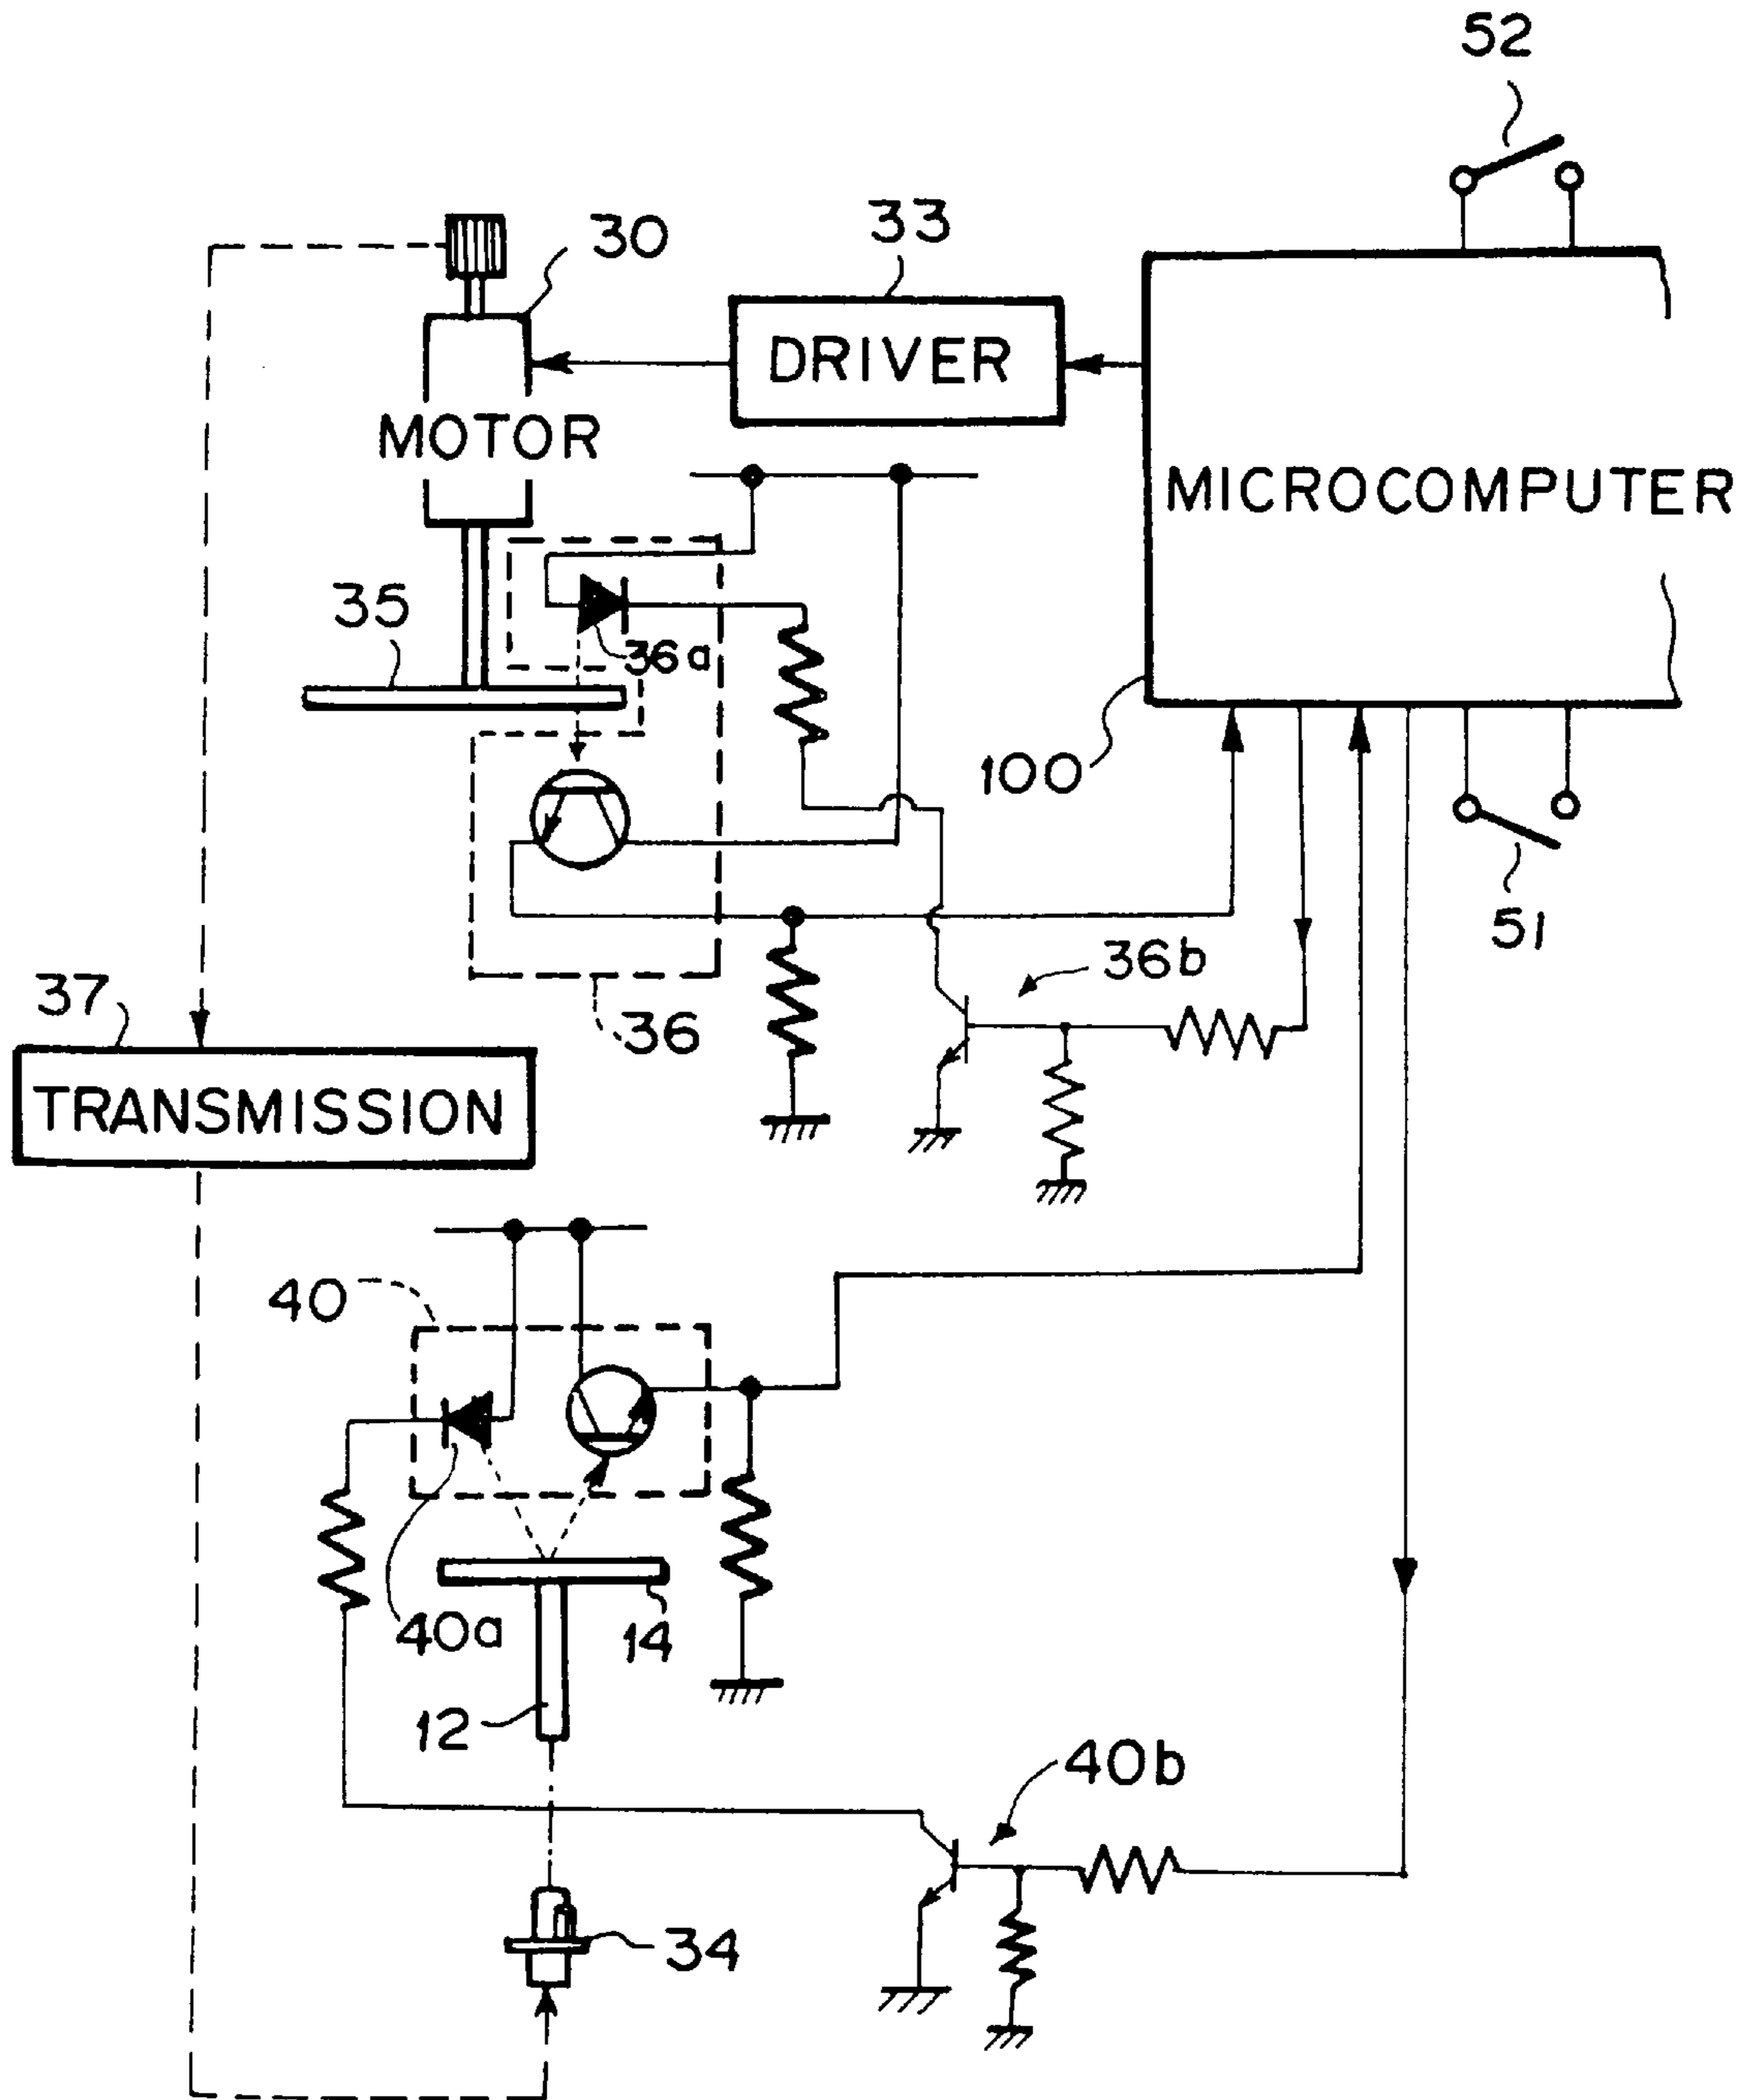 52
30
33
DRIVER
MOTOR
MICROCOMPUTER
35
36a
100
51
36b
37
36
TRANSMISSION
40
40a
14
12
40b
34